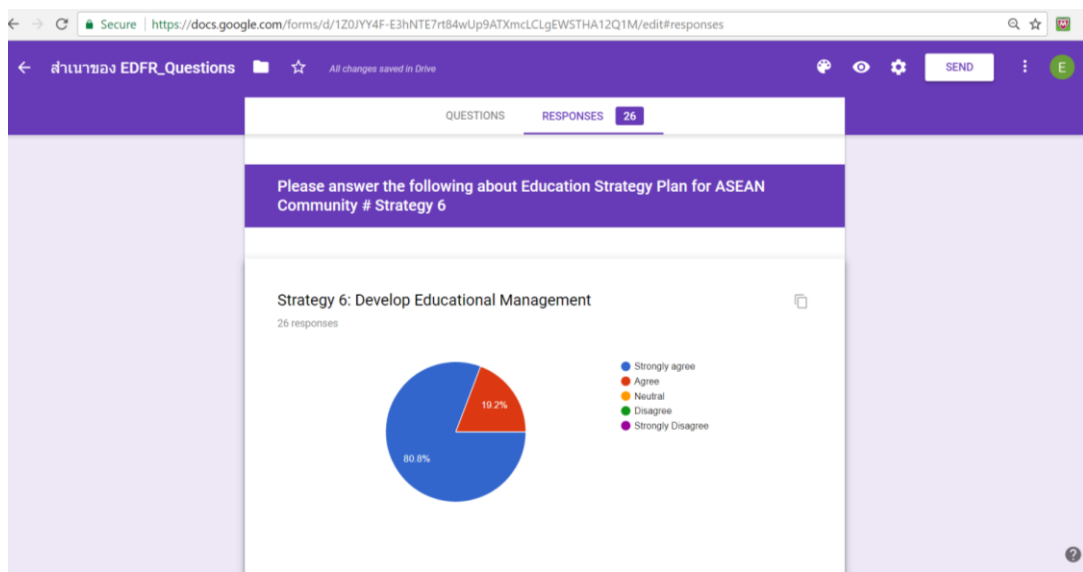 Secure | https://docs.google.com/forms/d/1Z0JYY4F-E3hNTE7rt84wUp9ATXmcLCLgEWSTHA12Q1M/edit#responses
สำเนาของ EDFR_Questions All changes saved in Drive SEND E
QUESTIONS RESPONSES 26
Please answer the following about Education Strategy Plan for ASEAN
Community # Strategy 6
Strategy 6: Develop Educational Management
26 responses
Strongly agree
Agree
Neutral
Disagree
Strongly Disagree
19.2%
80.8%